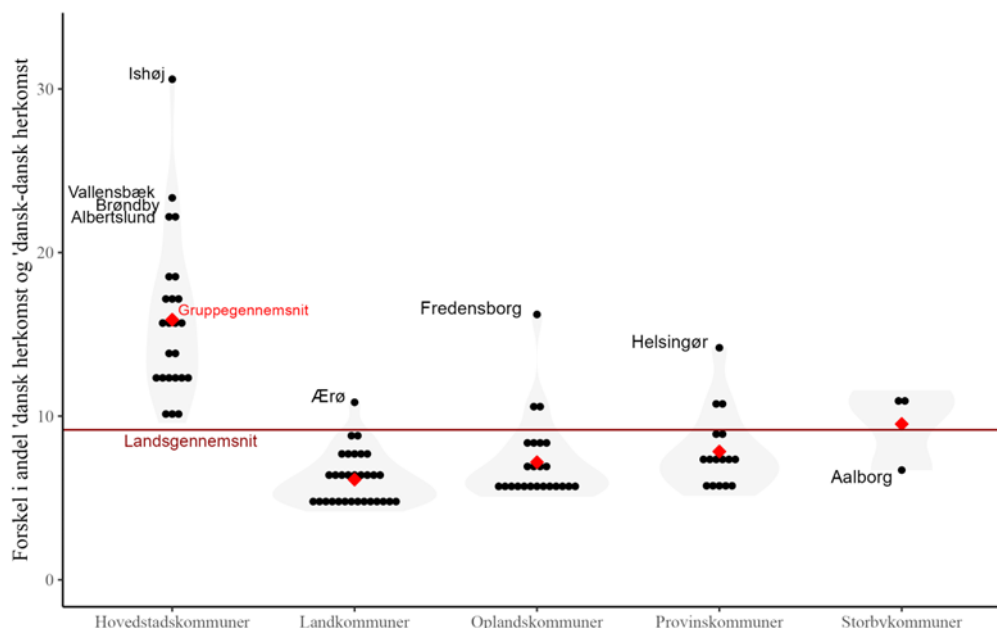 Forskel i andel 'dansk herkomst og 'dansk-dansk herkomst
30
20
10
0
Ishøj
Vallensbæk
Brøndby
Albertslund
Gruppegennemsnit
Fredensborg
Helsingør
Ærø
Landsgennemsnit
Aalborg
Hovedstadskommuner
Landkommuner
Oplandskommuner
Provinskommuner
Storbykommuner